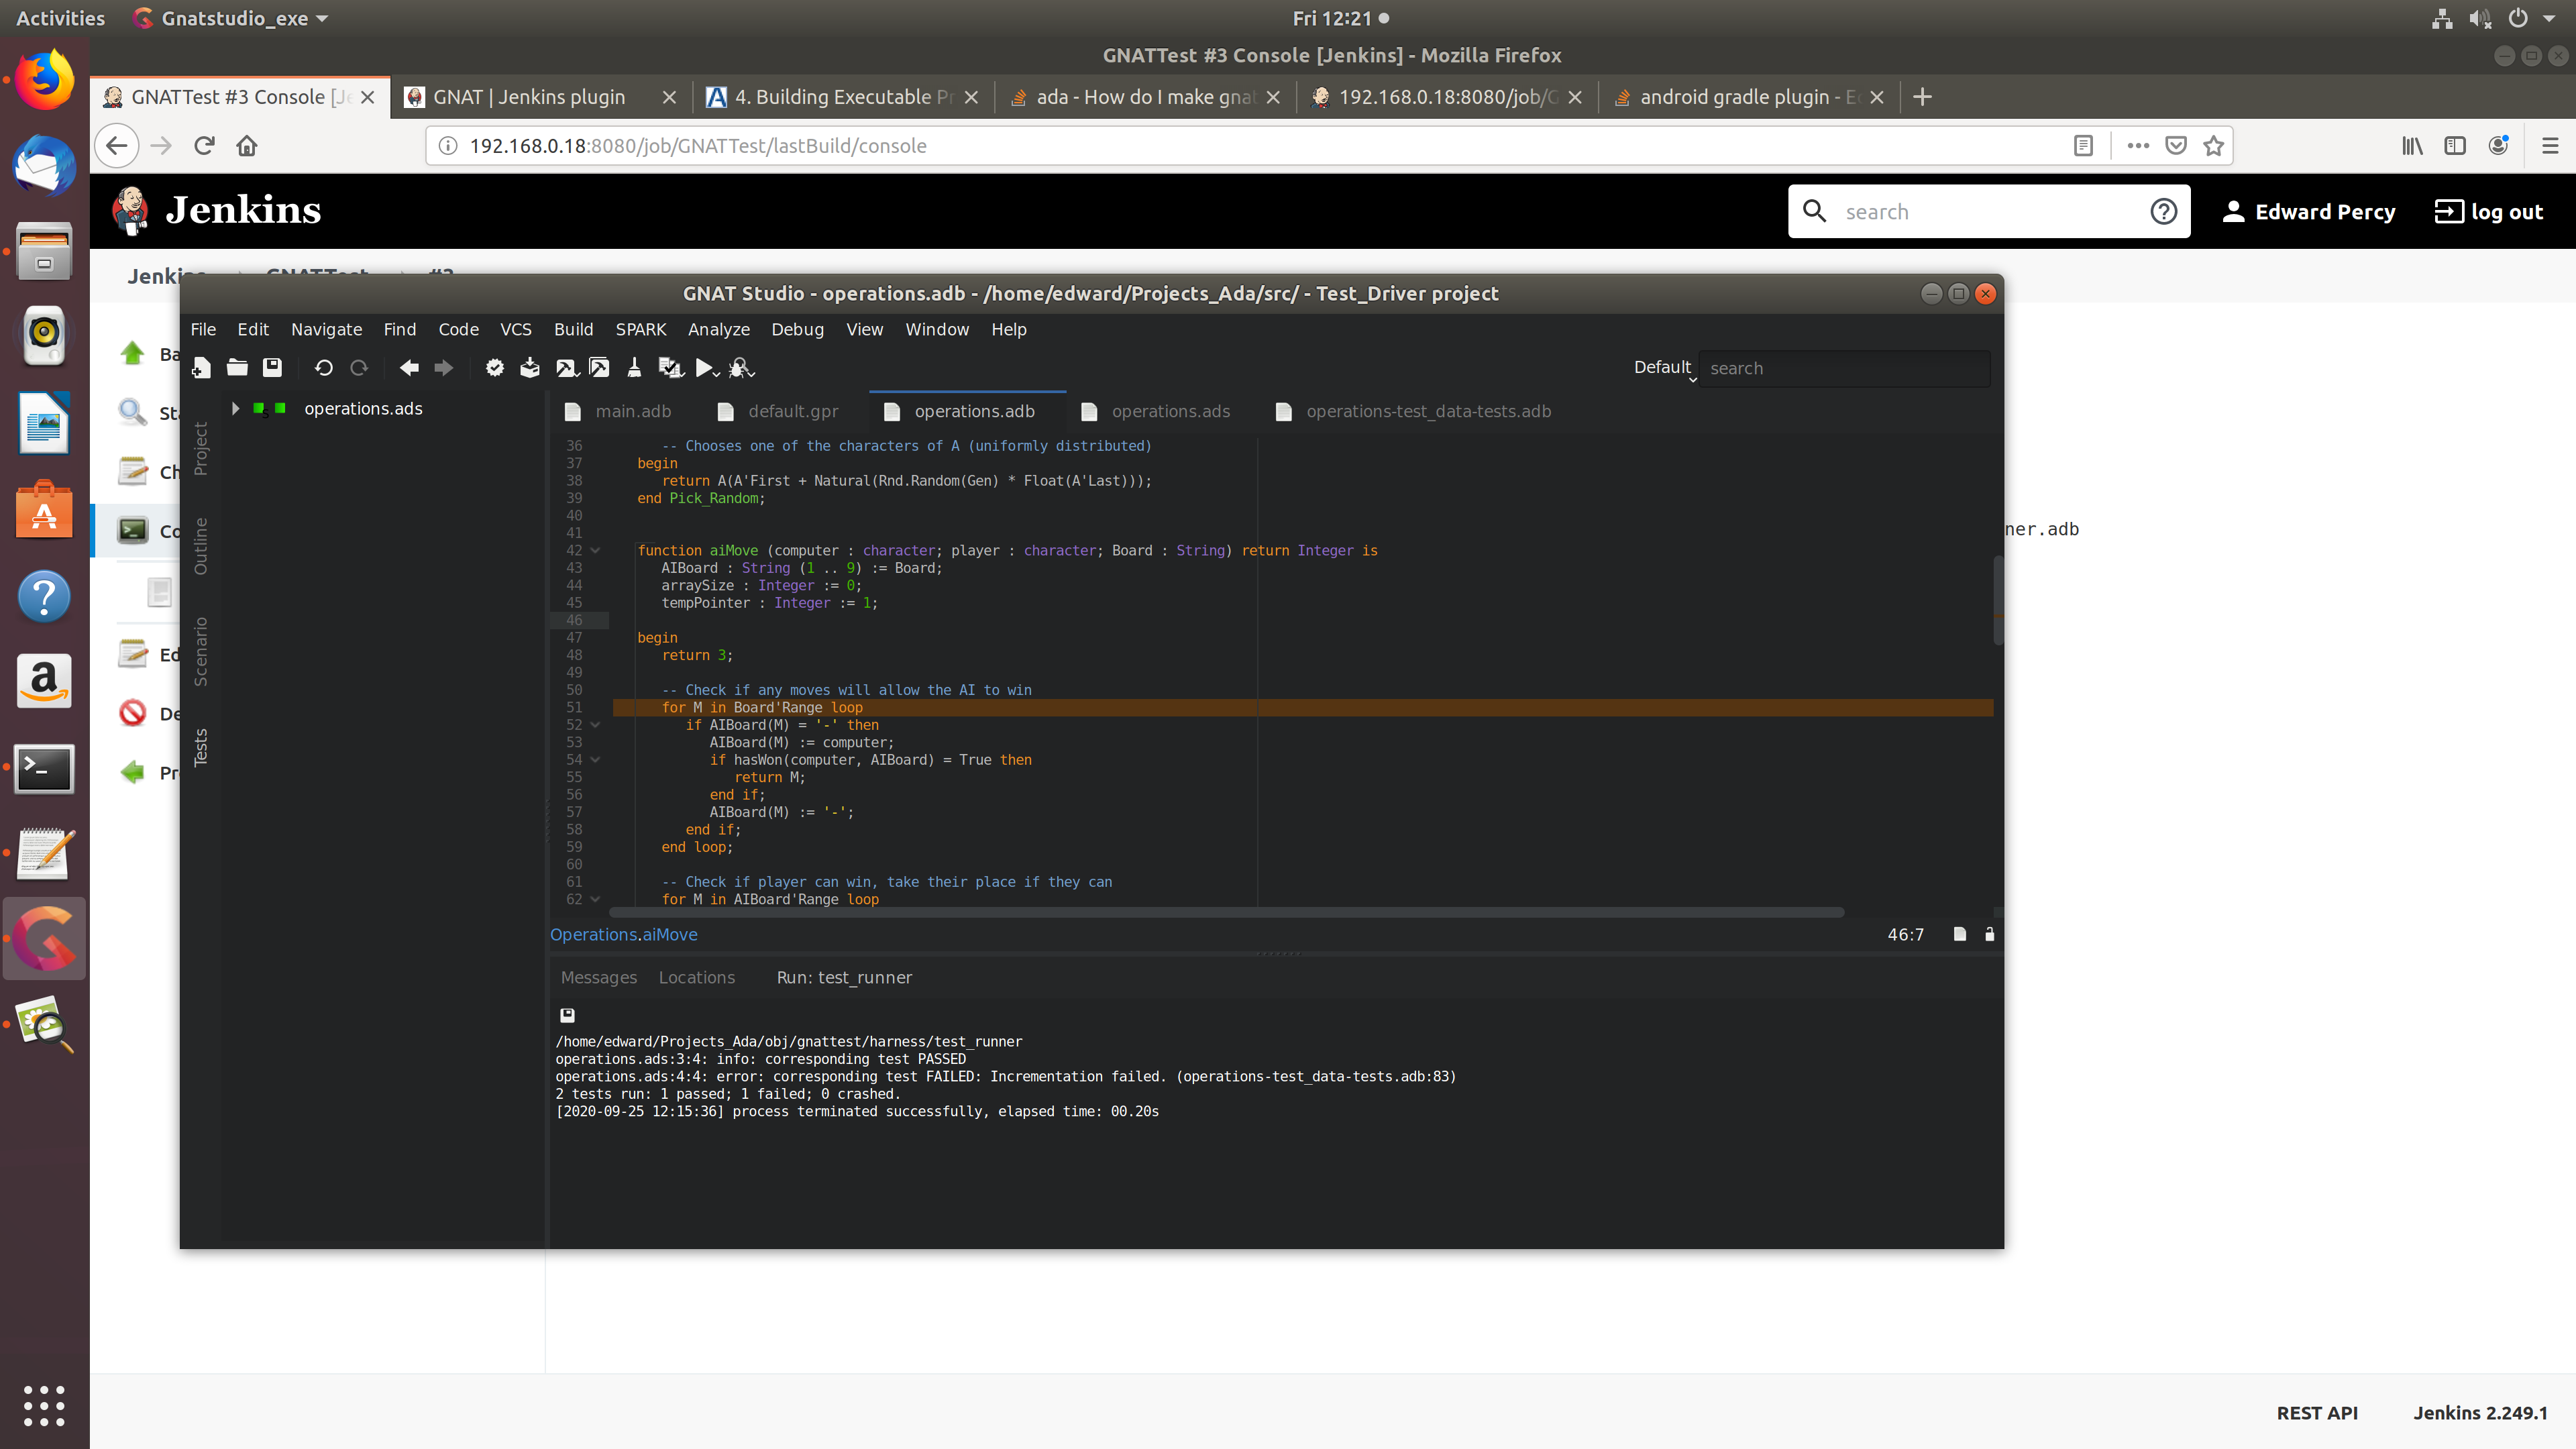 Activities Gnatstudio_exe Fri 12:21
GNATTest #3 Console [Jenkins] - Mozilla Firefox
GNATTest #3 Console [Je GNAT | Jenkins plugin 4. Building Executable Pr ada - How do I make gnat 192.168.0.18:8080/job/G android gradle plugin - Ec
192.168.0.18:8080/job/GNATTest/lastBuild/console
Jenkins search Edward Percy log out
Jenkins GNATTest #3
GNAT Studio - operations.adb - /home/edward/Projects_Ada/src/ - Test_Driver project
File Edit Navigate Find Code VCS Build SPARK Analyze Debug View Window Help
Default search
Ba
Sta
Ch
Co
Ed
De
Pr
Project
Outline
Scenario
Tests
operations.ads
main.adb default.gpr operations.adb operations.ads operations-test_data-tests.adb
36 -- Chooses one of the characters of A (uniformly distributed)
37 begin
38 return A(A'First + Natural(Rnd.Random(Gen) * Float(A'Last)));
39 end Pick_Random;
40
41
42 function aiMove (computer : character; player : character; Board : String) return Integer is
43 AIBoard : String (1 .. 9) := Board;
44 arraySize : Integer := 0;
45 tempPointer : Integer := 1;
46
47 begin
48 return 3;
49
50 -- Check if any moves will allow the AI to win
51 for M in Board'Range loop
52 if AIBoard(M) = '-' then
53 AIBoard(M) := computer;
54 if hasWon(computer, AIBoard) = True then
55 return M;
56 end if;
57 AIBoard(M) := '-';
58 end if;
59 end loop;
60
61 -- Check if player can win, take their place if they can
62 for M in AIBoard'Range loop
Operations.aiMove 46:7
Messages Locations Run: test_runner
/home/edward/Projects_Ada/obj/gnattest/harness/test_runner
operations.ads:3:4: info: corresponding test PASSED
operations.ads:4:4: error: corresponding test FAILED: Incrementation failed. (operations-test_data-tests.adb:83)
2 tests run: 1 passed; 1 failed; 0 crashed.
[2020-09-25 12:15:36] process terminated successfully, elapsed time: 00.20s
ner.adb
REST API Jenkins 2.249.1